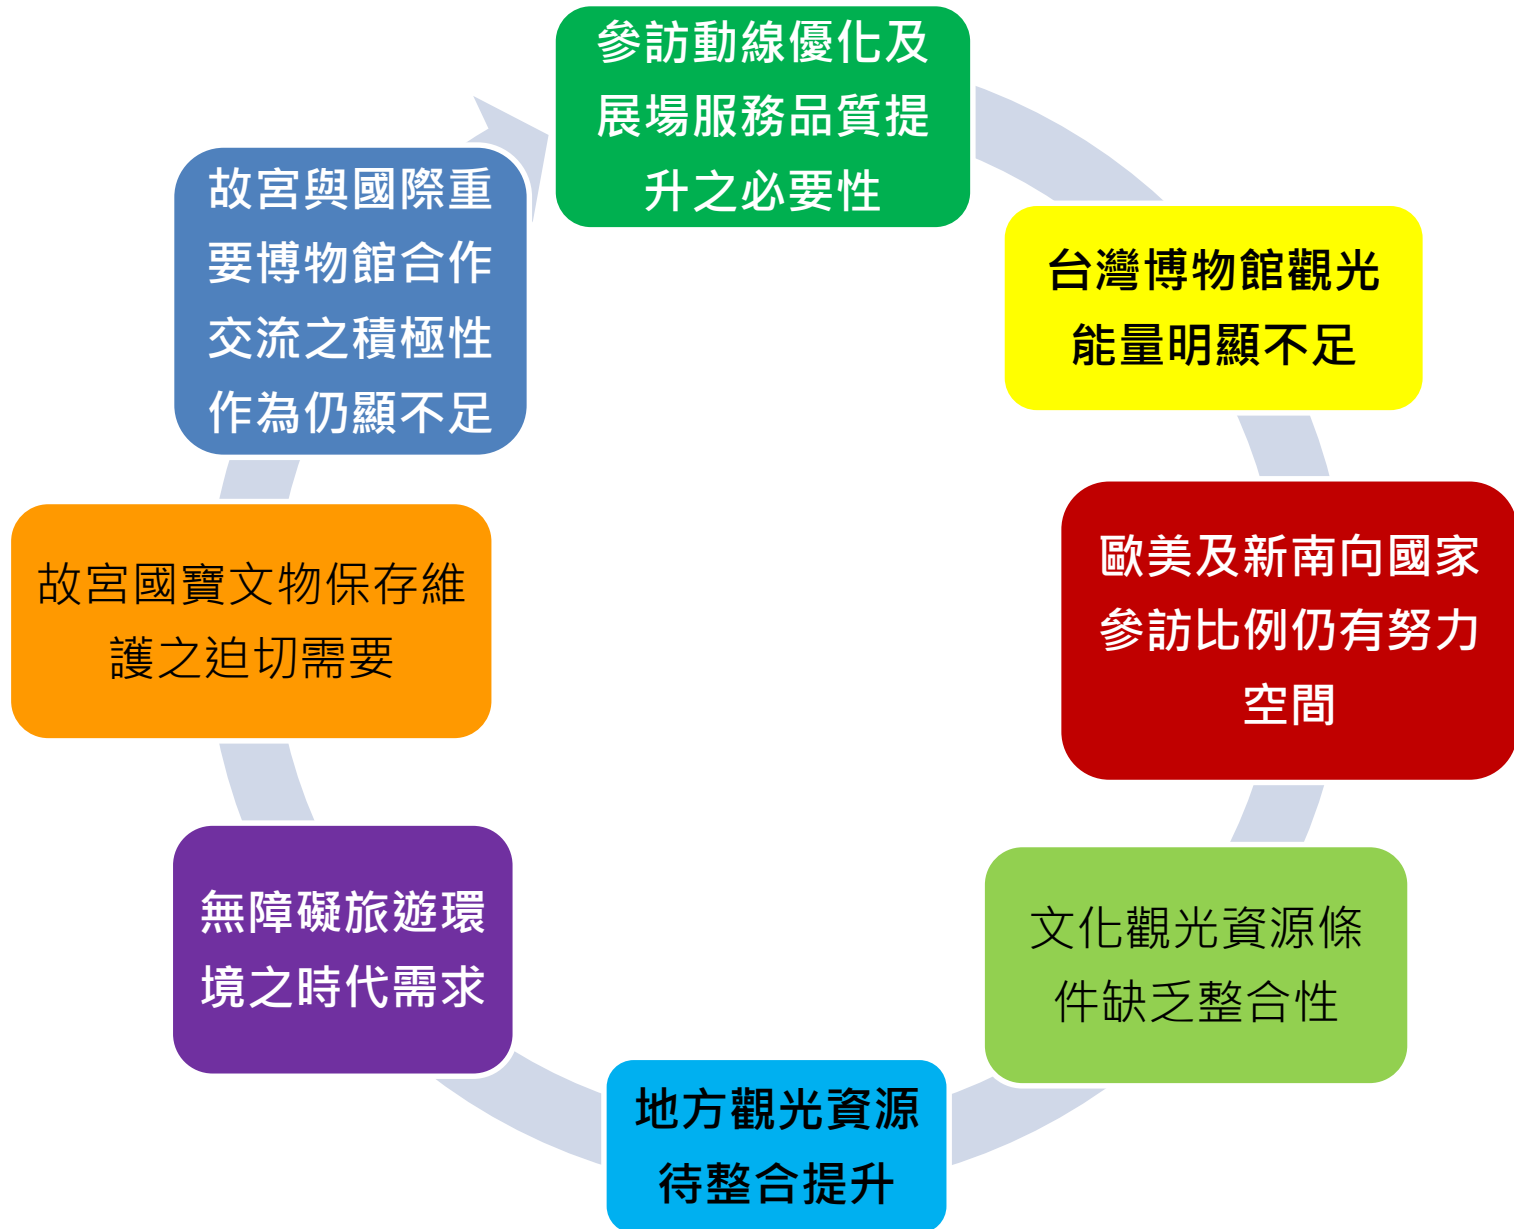 參訪動線優化及
展場服務品質提
升之必要性
台灣博物館觀光
能量明顯不足
歐美及新南向國家
參訪比例仍有努力
空間
文化觀光資源條
件缺乏整合性
地方觀光資源
待整合提升
無障礙旅遊環
境之時代需求
故宮國寶文物保存維
護之迫切需要
故宮與國際重
要博物館合作
交流之積極性
作為仍顯不足